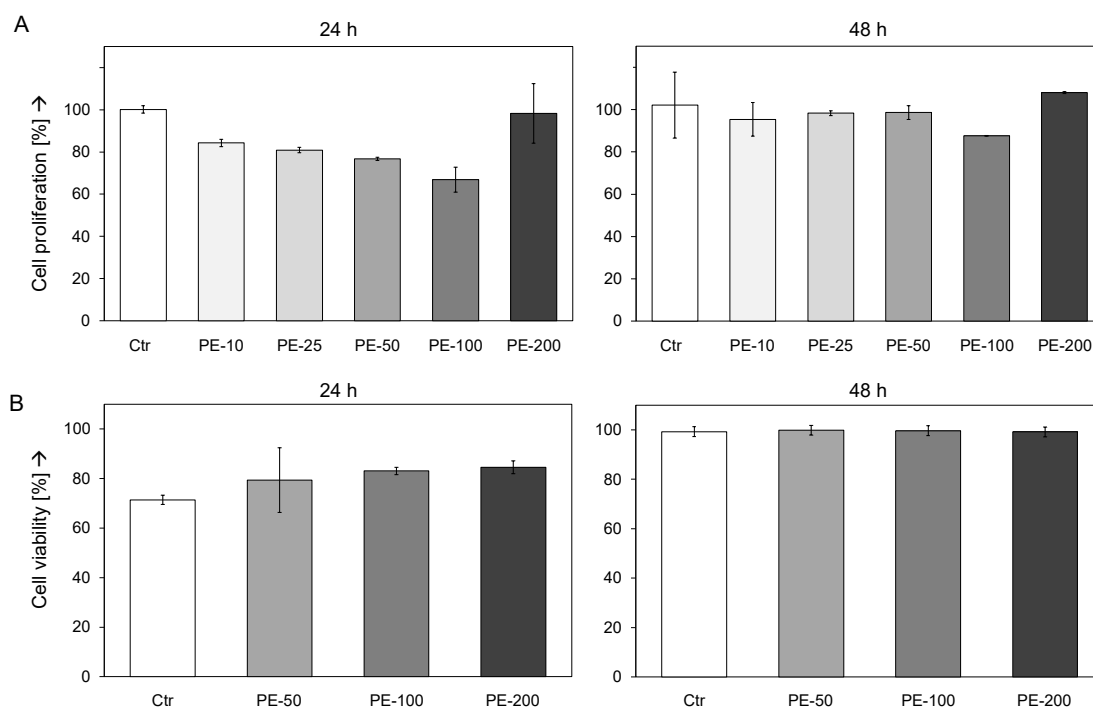 A
24 h
48 h
Cell proliferation [%] →
100
80
60
40
20
0
Ctr PE-10 PE-25 PE-50 PE-100 PE-200
100
80
60
40
20
0
Ctr PE-10 PE-25 PE-50 PE-100 PE-200
B
24 h
48 h
Cell viability [%] →
100
80
60
40
20
0
Ctr PE-50 PE-100 PE-200
100
80
60
40
20
0
Ctr PE-50 PE-100 PE-200